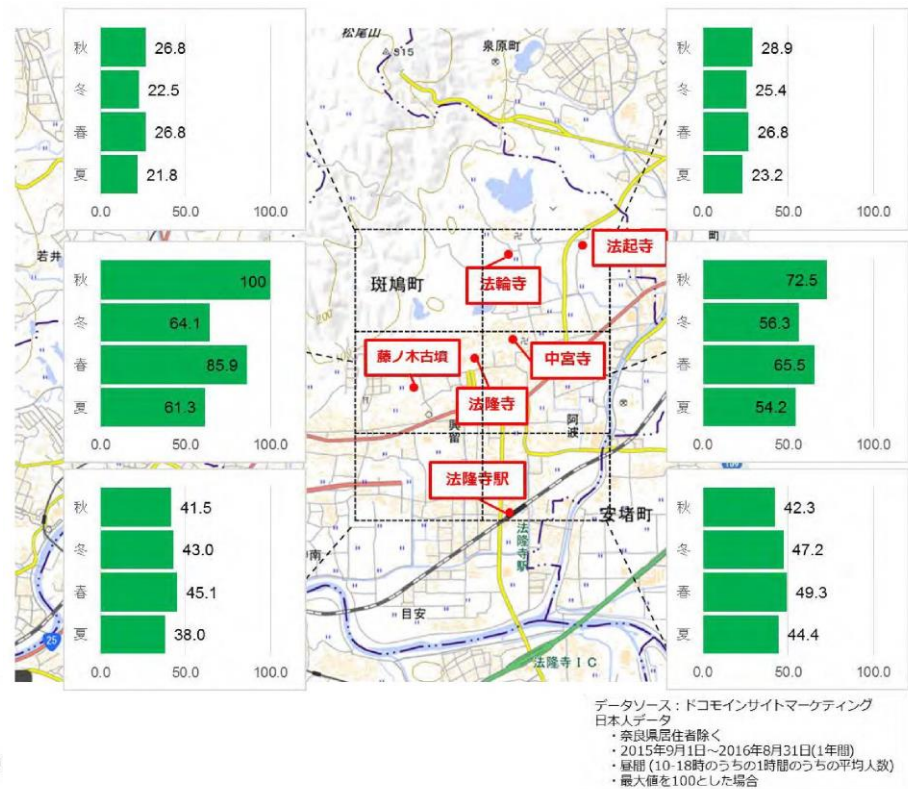 秋 26.8
冬 22.5
春 26.8
夏 21.8
0.0 50.0 100.0
秋 28.9
冬 25.4
春 26.8
夏 23.2
0.0 50.0 100.0
松尾山
315
泉原町
若井
町
秋 100
冬 64.1
春 85.9
夏 61.3
0.0 50.0 100.0
秋 72.5
冬 56.3
春 65.5
夏 54.2
0.0 50.0 100.0
法起寺
法輪寺
斑鳩町
200
藤ノ木古墳
中宮寺
法隆寺
興留
阿波
法隆寺駅
安堵町
法隆寺駅
目安
法隆寺IC
秋 41.5
冬 43.0
春 45.1
夏 38.0
0.0 50.0 100.0
25
秋 42.3
冬 47.2
春 49.3
夏 44.4
0.0 50.0 100.0
データソース：ドコモインサイトマーケティング
日本人データ
・奈良県居住者除く
・2015年9月1日～2016年8月31日(1年間)
・昼間 (10-18時のうちの1時間のうちの平均人数)
・最大値を100とした場合